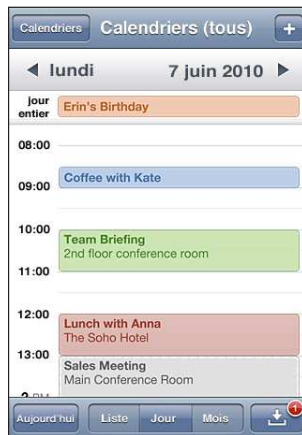 Calendriers Calendriers (tous) +
lundi 7 juin 2010
jour
entier
Erin's Birthday
08:00
Coffee with Kate
09:00
10:00
Team Briefing
2nd floor conference room
11:00
12:00
Lunch with Anna
The Soho Hotel
13:00
Sales Meeting
Main Conference Room
2 PM
Aujourd'hui Liste Jour Mois 1